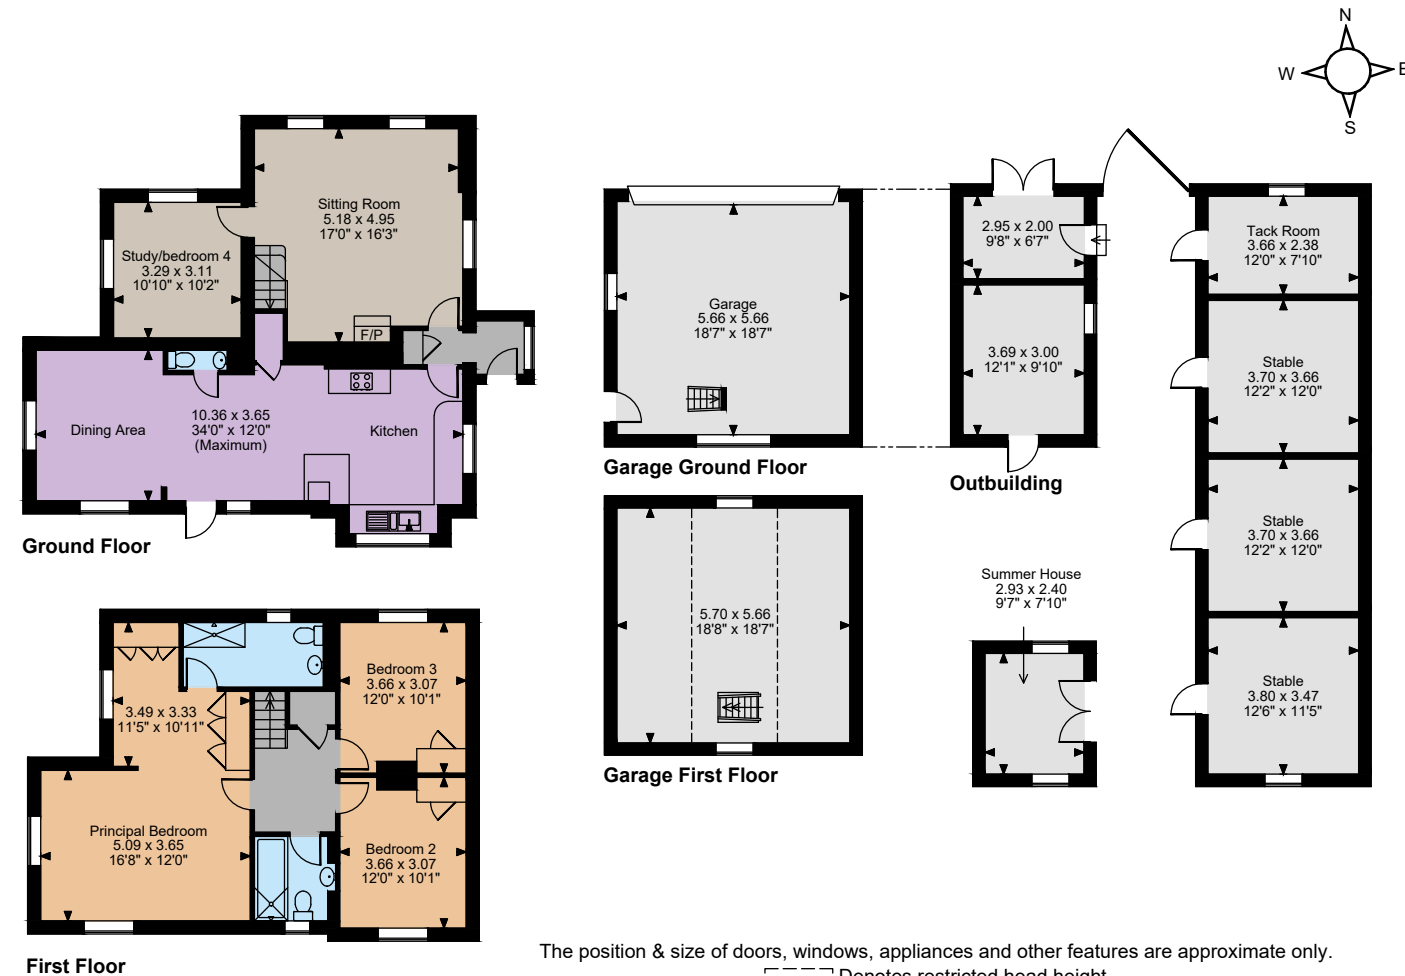 N
W
E
S
Sitting Room
5.18 x 4.95
17'0" x 16'3"
Study/bedroom 4
3.29 x 3.11
10'10" x 10'2"
F/P
Dining Area
10.36 x 3.65
34'0" x 12'0"
(Maximum)
Kitchen
Ground Floor
Garage
5.66 x 5.66
18'7" x 18'7"
Garage Ground Floor
2.95 x 2.00
9'8" x 6'7"
3.69 x 3.00
12'1" x 9'10"
Outbuilding
Tack Room
3.66 x 2.38
12'0" x 7'10"
Stable
3.70 x 3.66
12'2" x 12'0"
Stable
3.70 x 3.66
12'2" x 12'0"
Stable
3.80 x 3.47
12'6" x 11'5"
Summer House
2.93 x 2.40
9'7" x 7'10"
5.70 x 5.66
18'8" x 18'7"
Garage First Floor
Bedroom 3
3.66 x 3.07
12'0" x 10'1"
3.49 x 3.33
11'5" x 10'11"
Principal Bedroom
5.09 x 3.65
16'8" x 12'0"
Bedroom 2
3.66 x 3.07
12'0" x 10'1"
First Floor
The position & size of doors, windows, appliances and other features are approximate only.
Denotes restricted head height